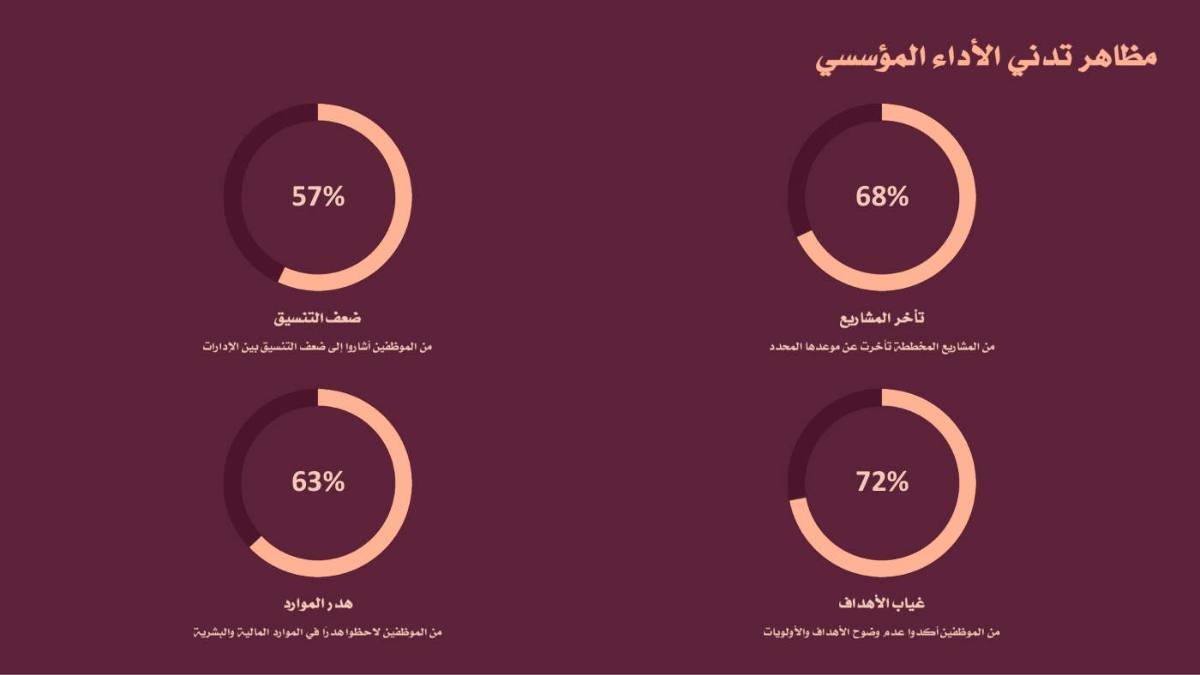 مظاهر تدني الأداء المؤسسي
68%
تأخر المشاريع
من المشاريع المخططة تأخرت عن موعدها المحدد
57%
ضعف التنسيق
من الموظفين أشاروا إلى ضعف التنسيق بين الإدارات
72%
غياب الأهداف
من الموظفين أكدوا عدم وضوح الأهداف والأولويات
63%
هدر الموارد
من الموظفين لاحظوا هدرًا في الموارد المالية والبشرية